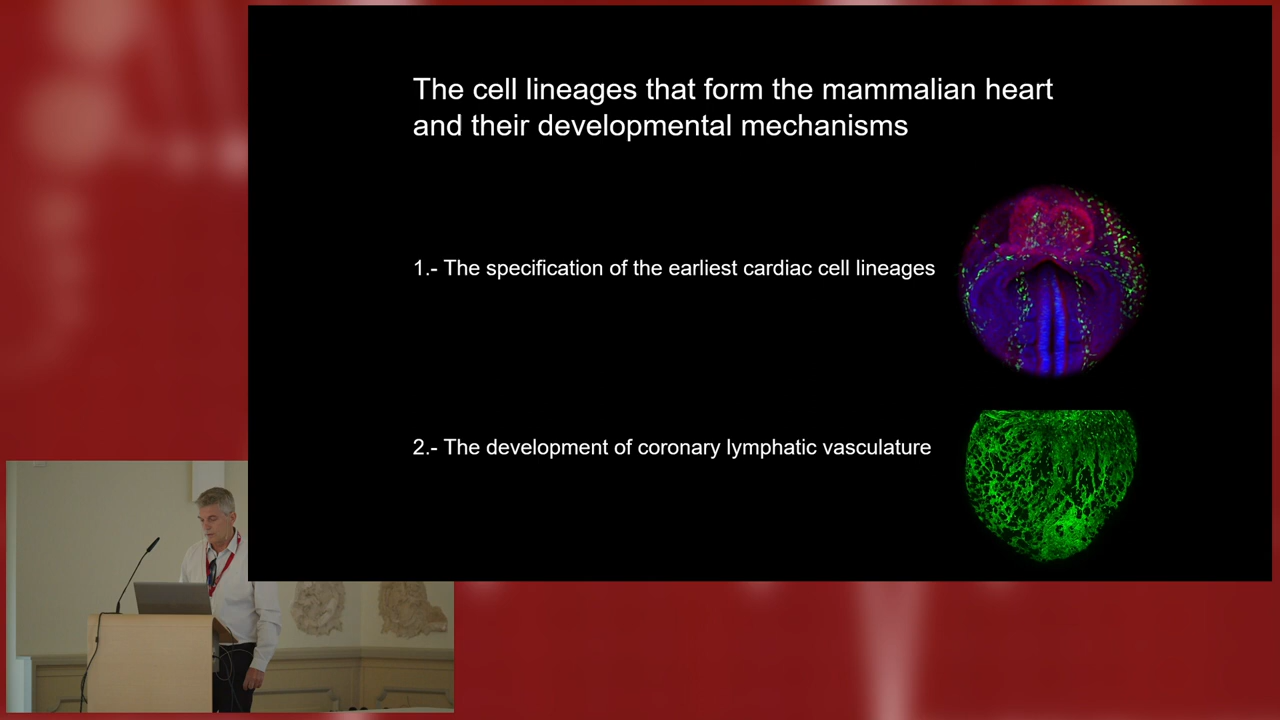 The cell lineages that form the mammalian heart
and their developmental mechanisms
1.- The specification of the earliest cardiac cell lineages
2.- The development of coronary lymphatic vasculature